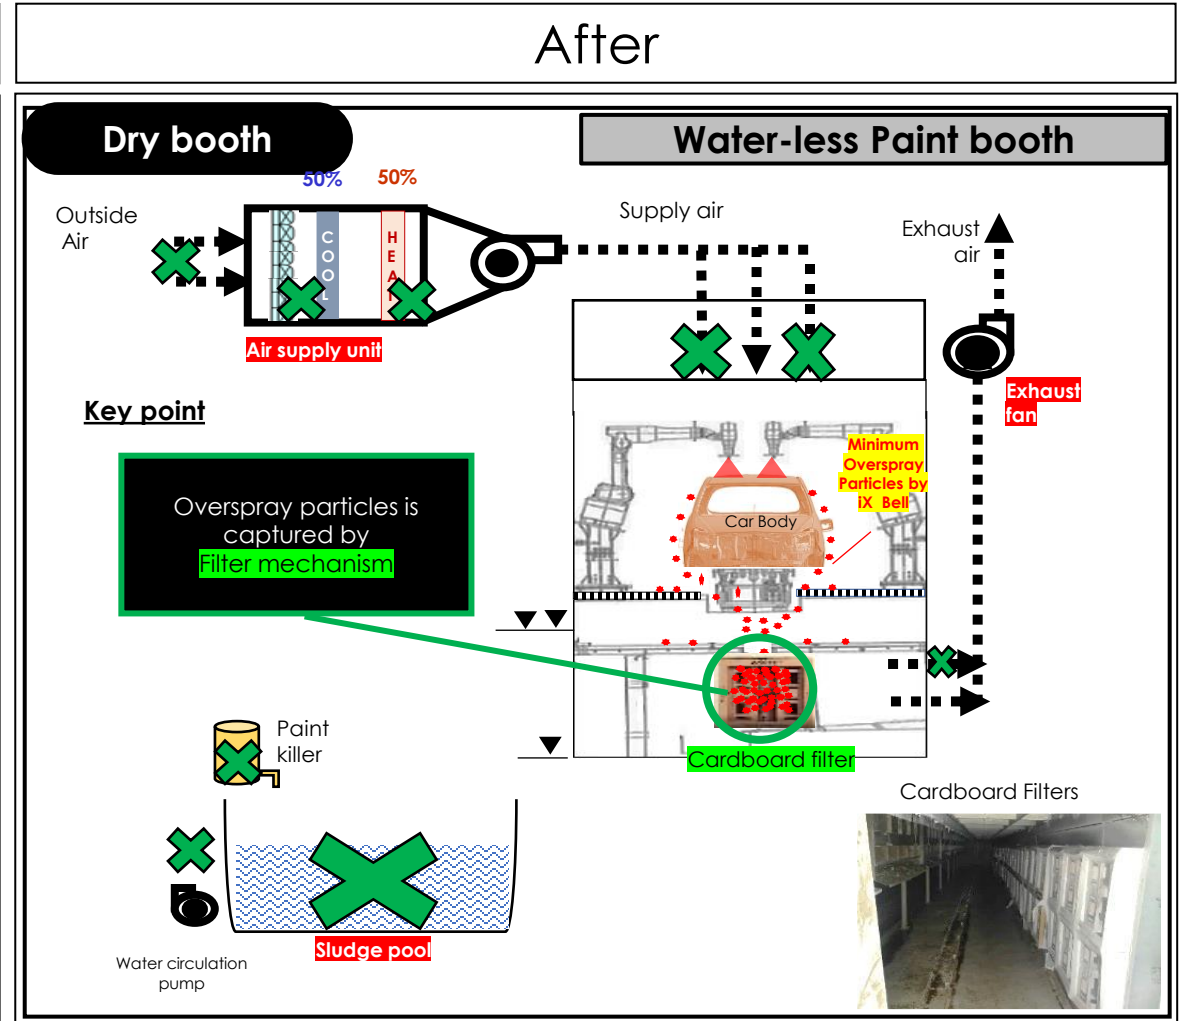 After
Dry booth
Water-less Paint booth
50%
50%
Outside
Air
COOL
HEAT
Supply air
Exhaust
air
Air supply unit
Exhaust
fan
Key point
Overspray particles is
captured by
Filter mechanism
Minimum
Overspray
Particles by
iX Bell
Car Body
Paint
killer
Cardboard filter
Cardboard Filters
Sludge pool
Water circulation
pump